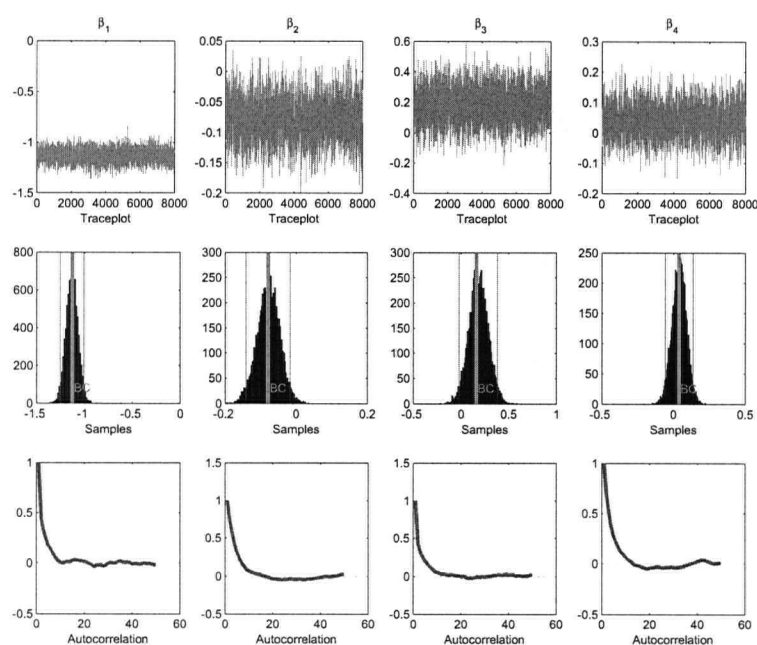 β1 β2 β3 β4
0 0.05 0.6 0.3
-0.5 0 0.4 0.2
-0.05 0.2 0.1
-1 -0.1 0 0
-0.15 -0.2 -0.1
-1.5 -0.2 -0.4 -0.2
0 2000 4000 6000 8000 0 2000 4000 6000 8000 0 2000 4000 6000 8000 0 2000 4000 6000 8000
Traceplot Traceplot Traceplot Traceplot
800 300 300 250
600 250 250 200
400 200 200 150
200 150 150 100
100 100 50
50 50
0 0 0 0
BC BC BC BC
-1.5 -1 -0.5 0 -0.2 0 0.2 -0.5 0 0.5 1 -0.5 0 0.5
Samples Samples Samples Samples
1 1.5 1.5 1
0.5 1 1 0.5
0 0.5 0.5 0
0 0
-0.5 -0.5 -0.5 -0.5
0 20 40 60 0 20 40 60 0 20 40 60 0 20 40 60
Autocorrelation Autocorrelation Autocorrelation Autocorrelation